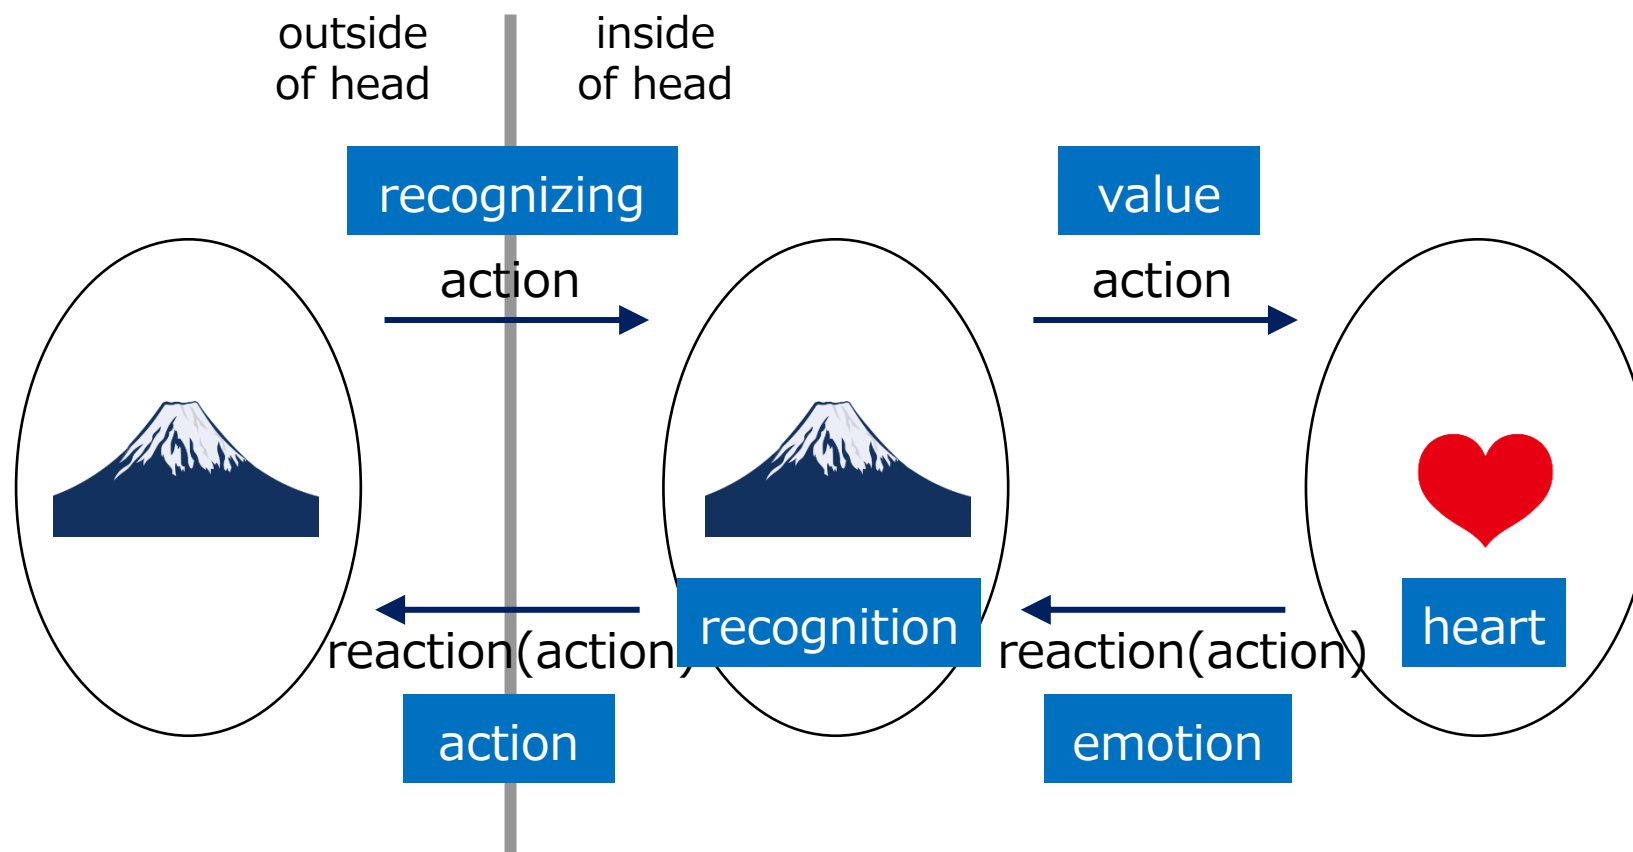 outside
of head
inside
of head
recognizing
value
action
action
recognition
heart
reaction(action)
reaction(action)
action
emotion